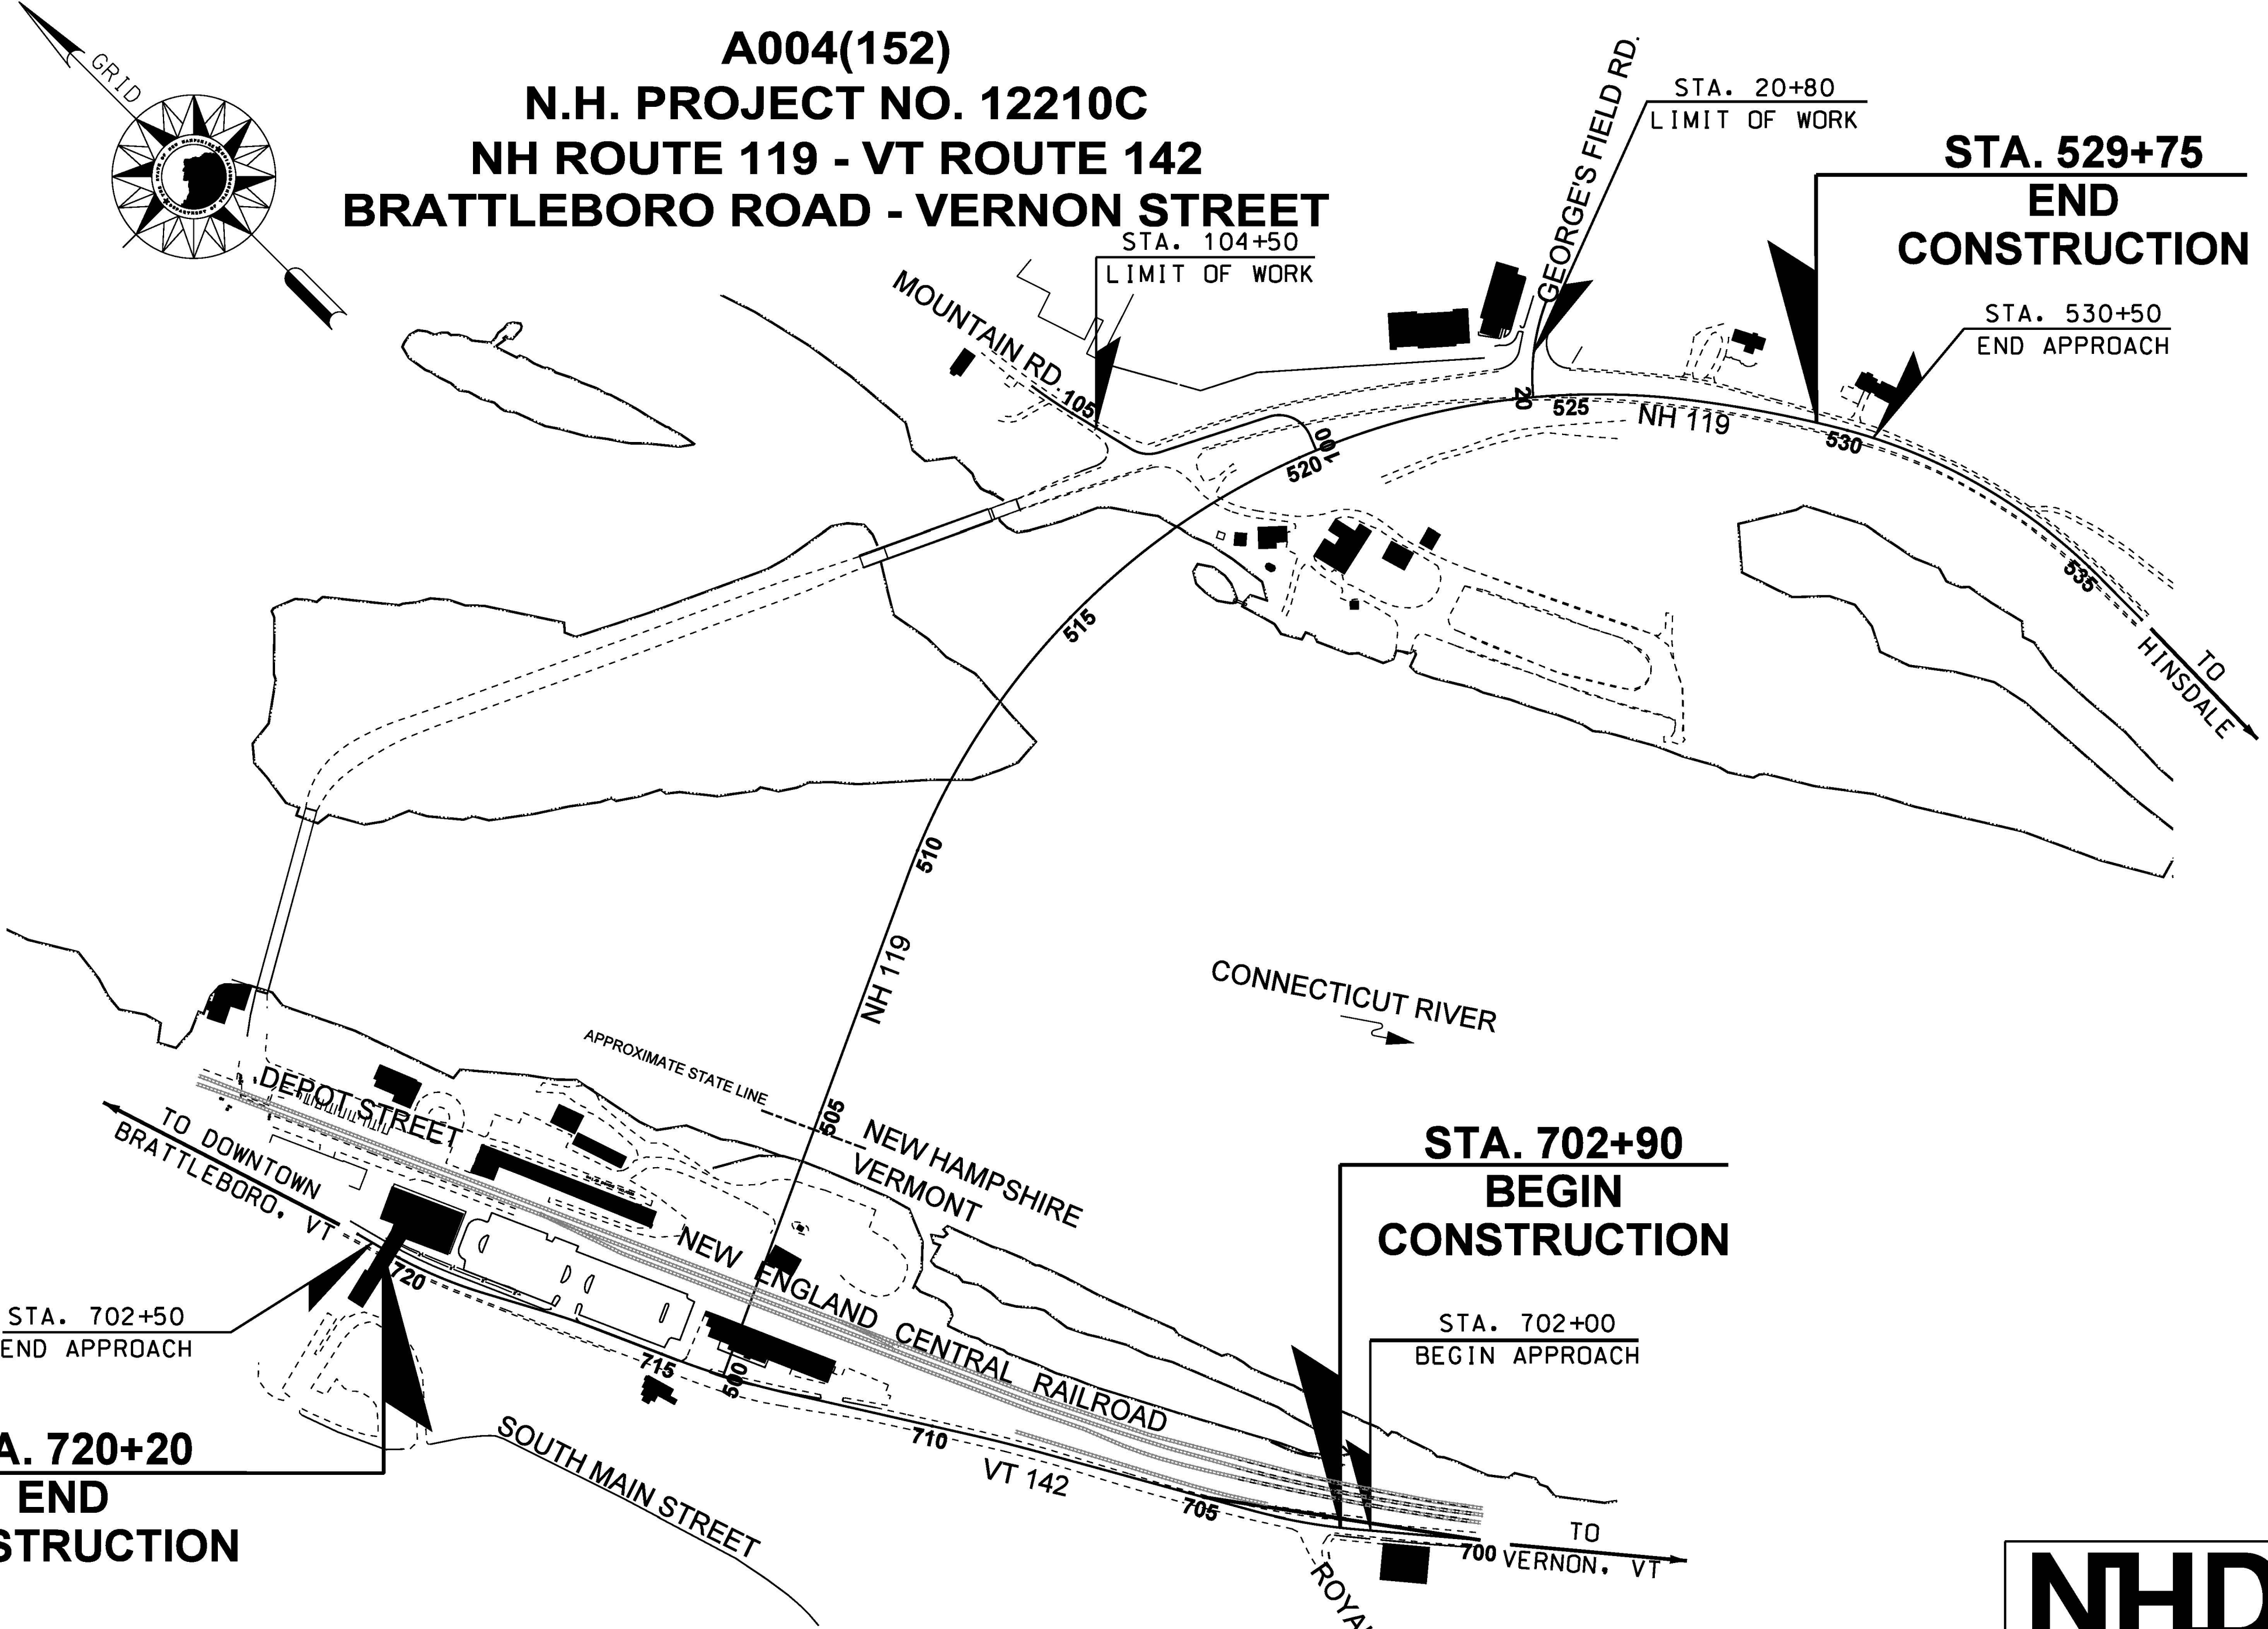 A004(152)
N.H. PROJECT NO. 12210C
NH ROUTE 119 - VT ROUTE 142
BRATTLEBORO ROAD - VERNON STREET
GRID
GEORGE'S FIELD RD.
STA. 20+80
LIMIT OF WORK
STA. 529+75
END
CONSTRUCTION
STA. 530+50
END APPROACH
STA. 104+50
LIMIT OF WORK
MOUNTAIN RD.
105
100
20
525
NH 119
530
520
535
515
TO
HINSDALE
510
NH 119
CONNECTICUT RIVER
APPROXIMATE STATE LINE
505
NEW HAMPSHIRE
VERMONT
DEPOT STREET
TO DOWNTOWN
BRATTLEBORO, VT
NEW ENGLAND CENTRAL RAILROAD
STA. 702+90
BEGIN
CONSTRUCTION
STA. 702+00
BEGIN APPROACH
720
STA. 702+50
END APPROACH
715
500
710
VT 142
705
700
TO
VERNON, VT
SOUTH MAIN STREET
A. 720+20
END
STRUCTION
ROYA
NHD